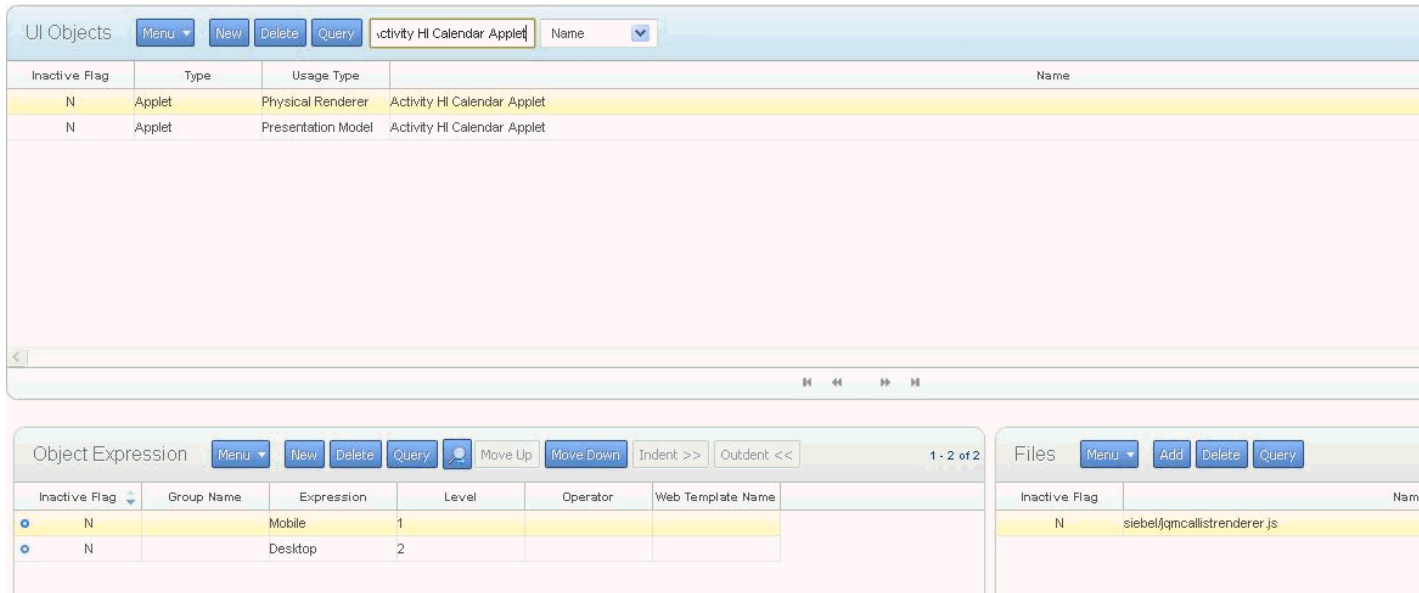 UI Objects Menu New Delete Query ctivity HI Calendar Applet Name
Inactive Flag Type Usage Type Name
N Applet Physical Renderer Activity HI Calendar Applet
N Applet Presentation Model Activity HI Calendar Applet
Object Expression Menu New Delete Query Move Up Move Down Indent >> Outdent << 1 - 2 of 2
Inactive Flag Group Name Expression Level Operator Web Template Name
N Mobile 1
N Desktop 2
Files Menu Add Delete Query
Inactive Flag Nam
N siebel/jqmcallistrenderer.js